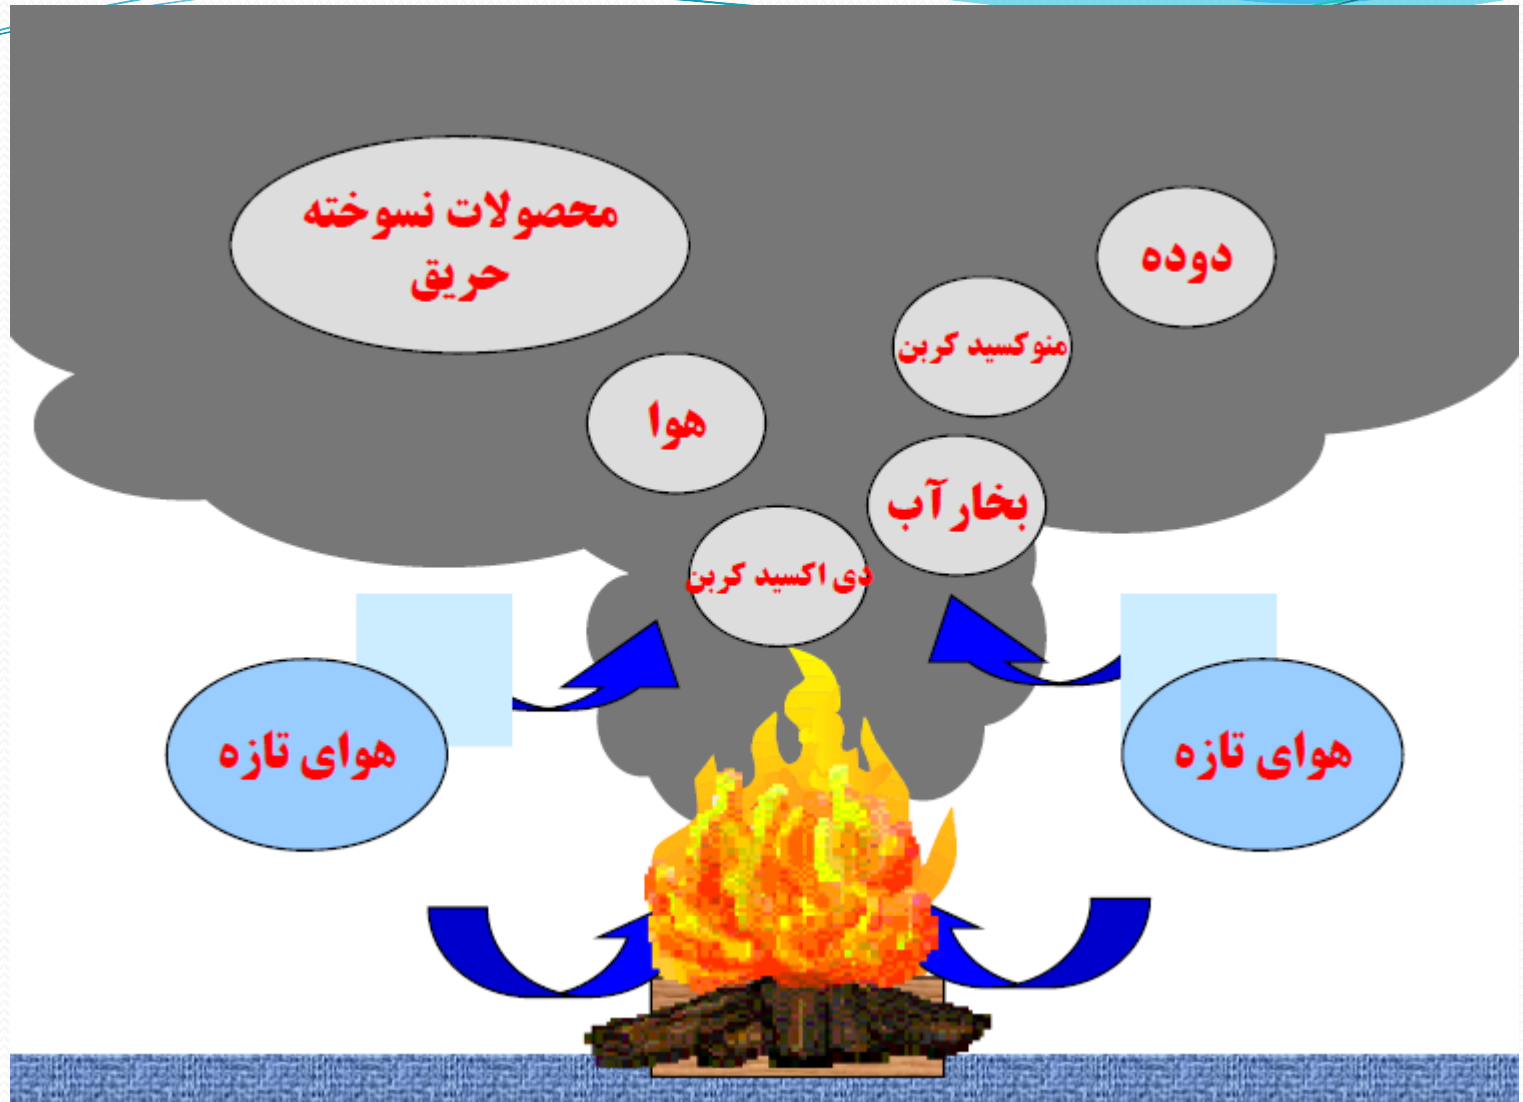 دوده
محصولات نسوخته
حریق
منوکسید کربن
هوا
بخار آب
دی اکسید کربن
هوای تازه
هوای تازه